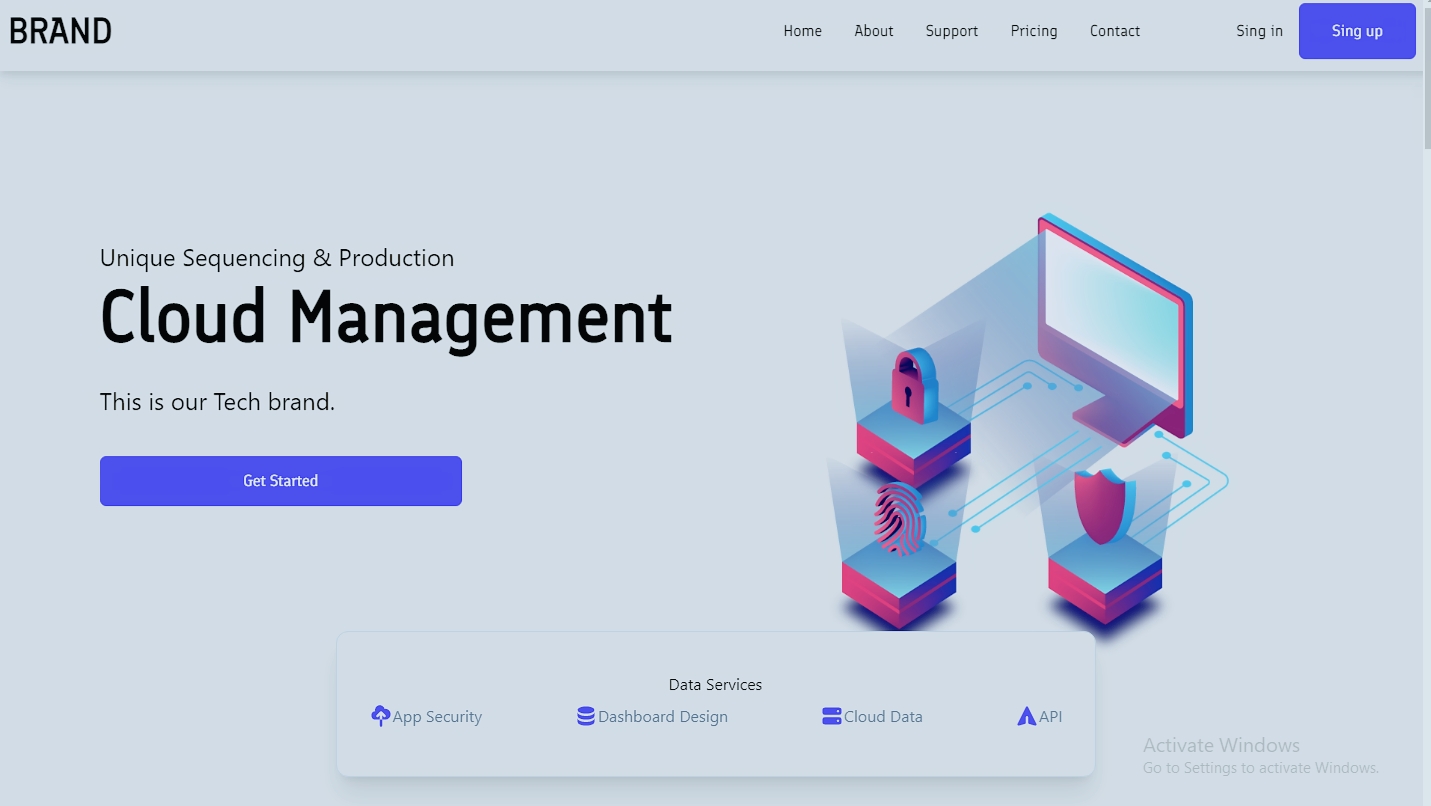 BRAND
Home About Support Pricing Contact Sing in Sing up
Unique Sequencing & Production
Cloud Management
This is our Tech brand.
Get Started
Data Services
App Security Dashboard Design Cloud Data API
Activate Windows
Go to Settings to activate Windows.